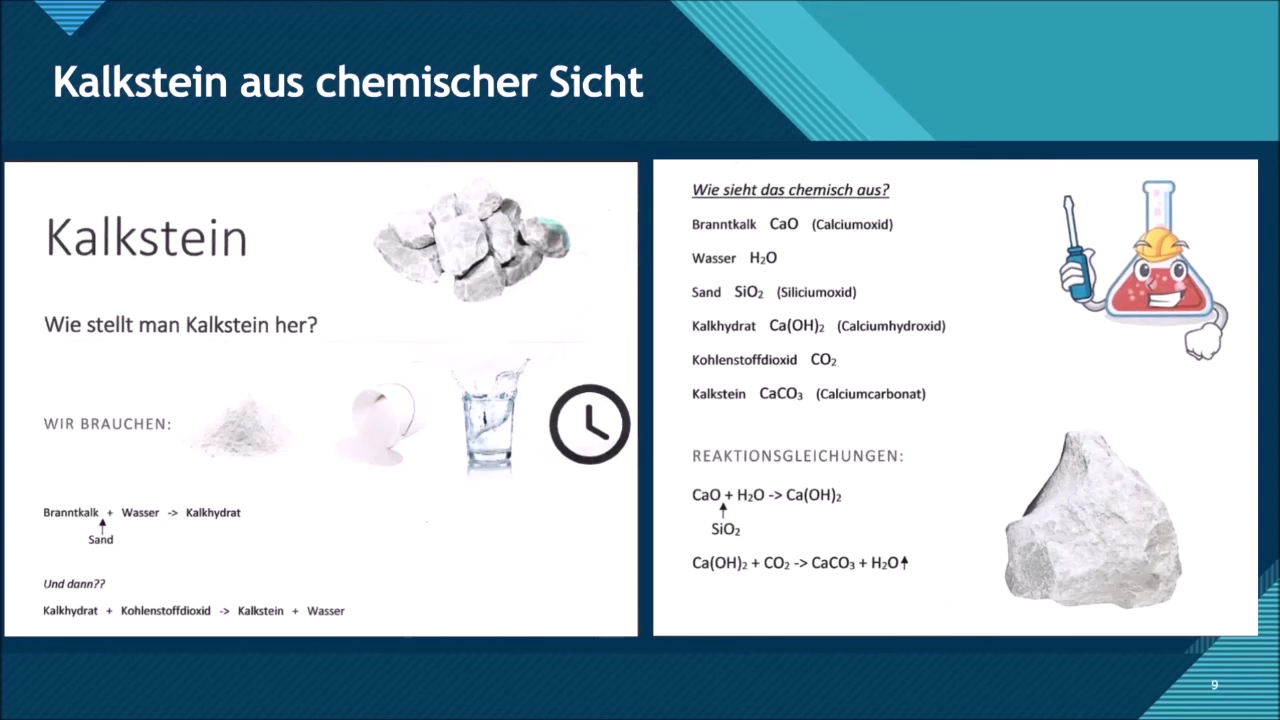 Kalkstein aus chemischer Sicht
Kalkstein
Wie stellt man Kalkstein her?
WIR BRAUCHEN:
Branntkalk + Wasser -> Kalkhydrat
Sand
Und dann??
Kalkhydrat + Kohlenstoffdioxid -> Kalkstein + Wasser
Wie sieht das chemisch aus?
Branntkalk CaO (Calciumoxid)
Wasser H₂O
Sand SiO₂ (Siliciumoxid)
Kalkhydrat Ca(OH)₂ (Calciumhydroxid)
Kohlenstoffdioxid CO₂
Kalkstein CaCO₃ (Calciumcarbonat)
REAKTIONSGLEICHUNGEN:
CaO + H₂O -> Ca(OH)₂
SiO₂
Ca(OH)₂ + CO₂ -> CaCO₃ + H₂O
9